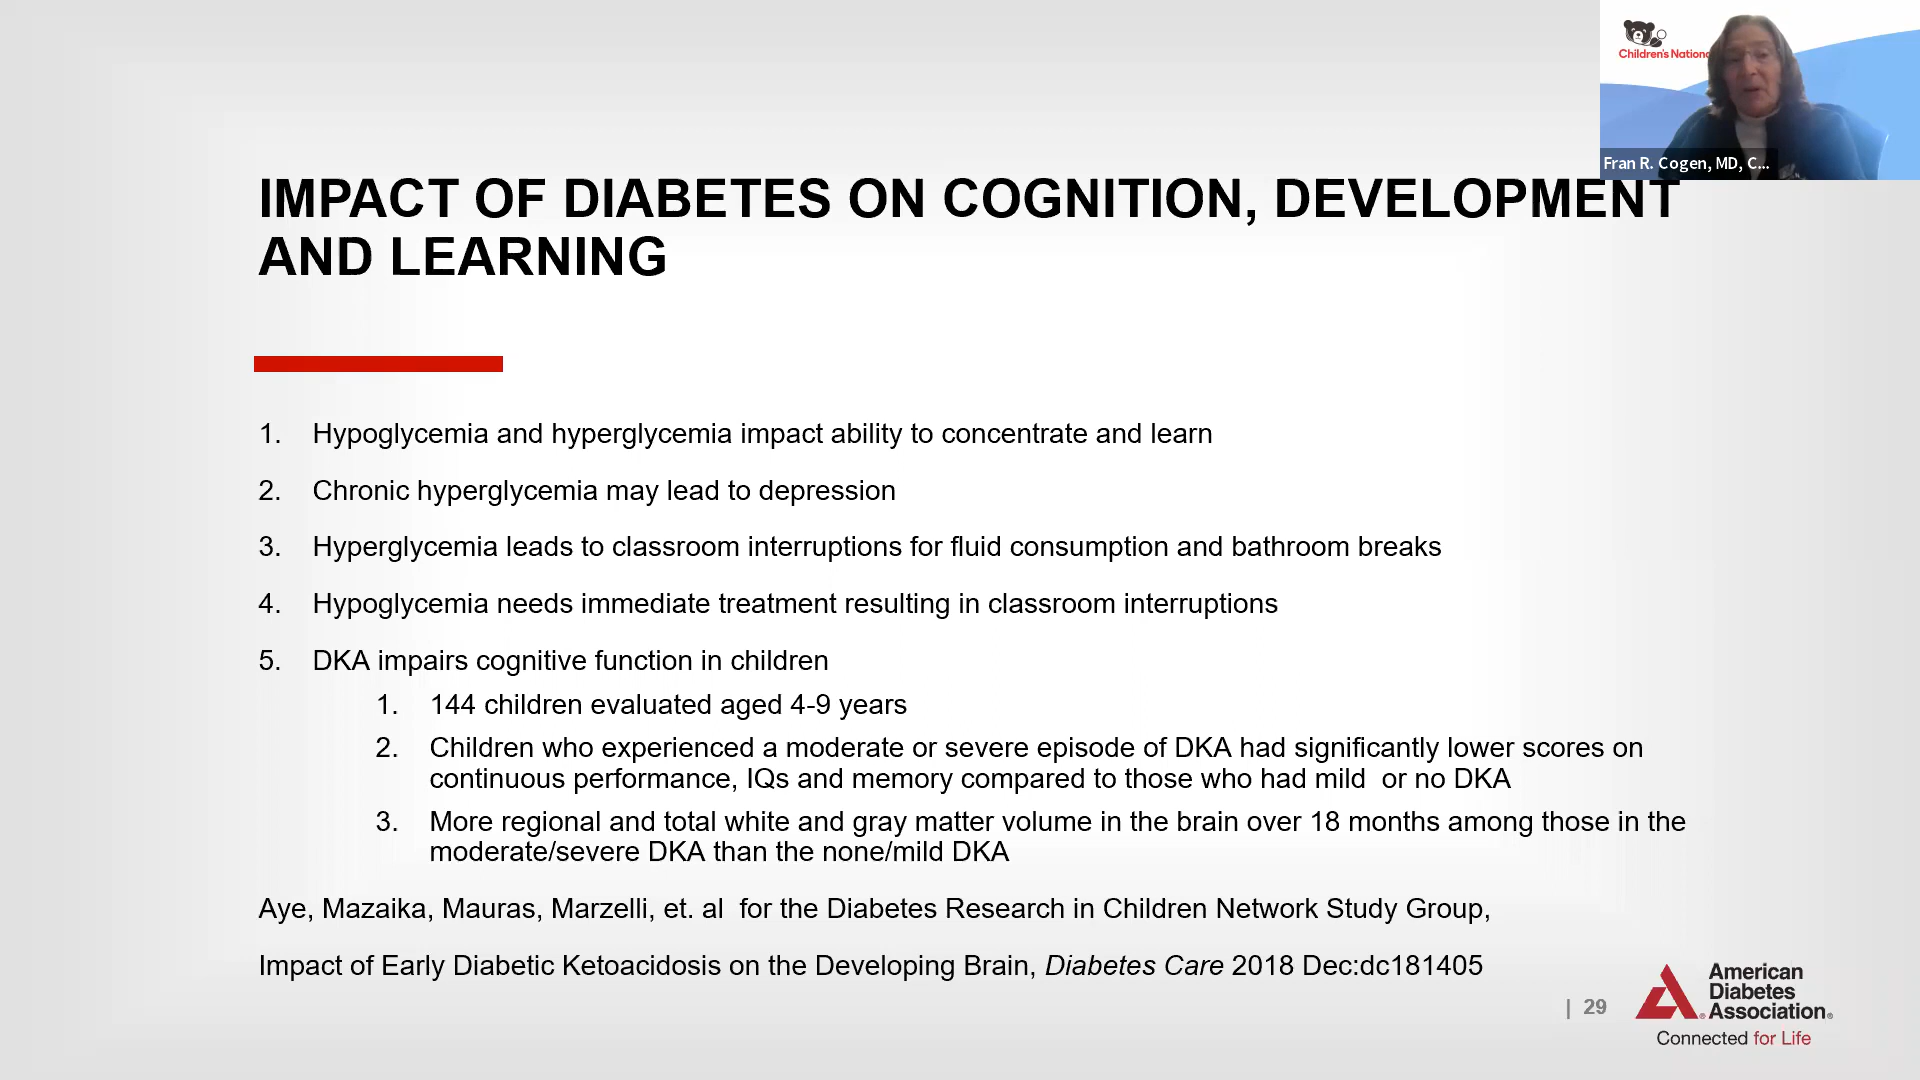 Children's Nationa
Fran R. Cogen, MD, C...
IMPACT OF DIABETES ON COGNITION, DEVELOPMENT
AND LEARNING
1. Hypoglycemia and hyperglycemia impact ability to concentrate and learn
2. Chronic hyperglycemia may lead to depression
3. Hyperglycemia leads to classroom interruptions for fluid consumption and bathroom breaks
4. Hypoglycemia needs immediate treatment resulting in classroom interruptions
5. DKA impairs cognitive function in children
1. 144 children evaluated aged 4-9 years
2. Children who experienced a moderate or severe episode of DKA had significantly lower scores on
continuous performance, IQs and memory compared to those who had mild  or no DKA
3. More regional and total white and gray matter volume in the brain over 18 months among those in the
moderate/severe DKA than the none/mild DKA
Aye, Mazaika, Mauras, Marzelli, et. al  for the Diabetes Research in Children Network Study Group,
Impact of Early Diabetic Ketoacidosis on the Developing Brain, Diabetes Care 2018 Dec:dc181405
| 29
American
Diabetes
Association®
Connected for Life